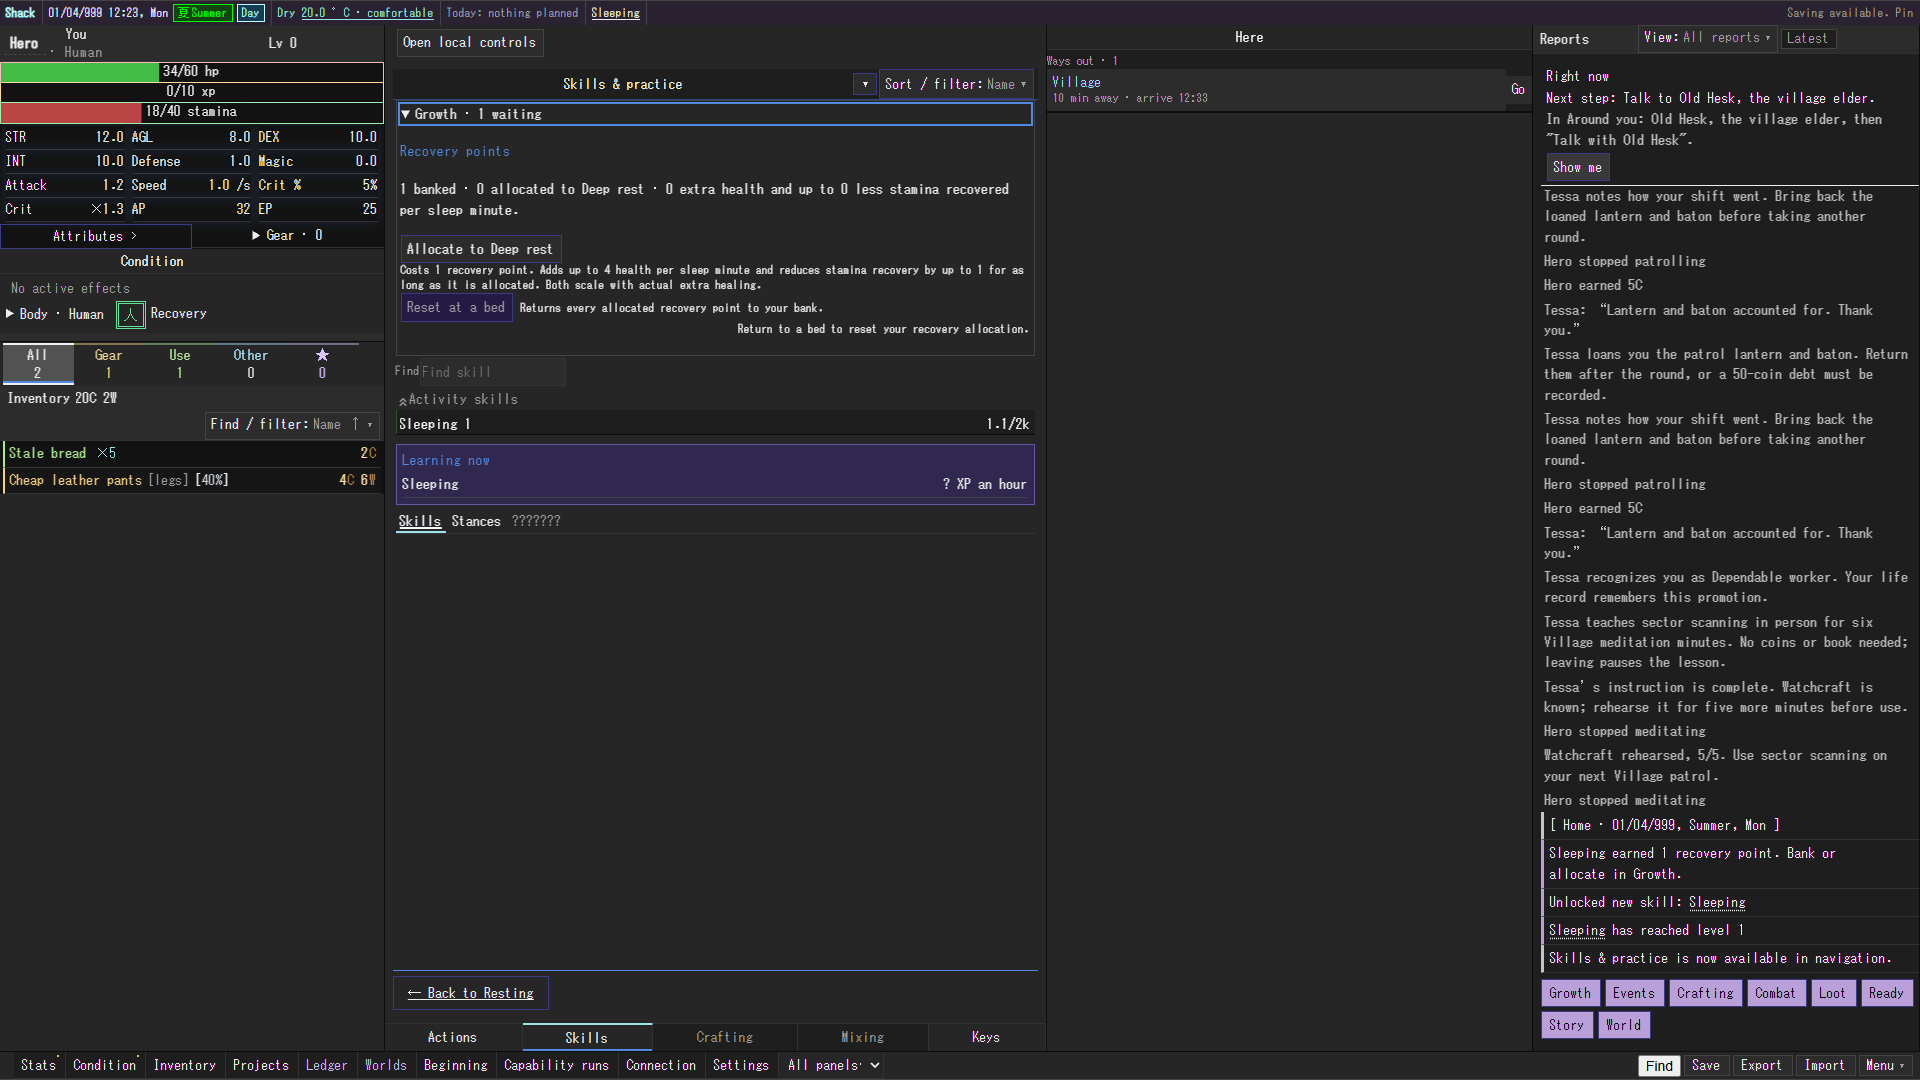 Shack 01/04/999 12:23, Mon 夏Summer Day Dry 20.0°C · comfortable Today: nothing planned Sleeping Saving available. Pin
Hero · You Human Lv 0
34/60 hp
0/10 xp
18/40 stamina
STR 12.0 AGL 8.0 DEX 10.0
INT 10.0 Defense 1.0 Magic 0.0
Attack 1.2 Speed 1.0 /s Crit % 5%
Crit ×1.3 AP 32 EP 25
Attributes > ▶ Gear · 0
Condition
No active effects
▶ Body · Human 人 Recovery
All 2 Gear 1 Use 1 Other 0 ★ 0
Inventory 20C 2W
Find / filter: Name ↑ ▾
Stale bread ×5 2C
Cheap leather pants [legs] [40%] 4C 6W
Open local controls
Skills & practice ▾ Sort / filter: Name ▾
▼ Growth · 1 waiting
Recovery points
1 banked · 0 allocated to Deep rest · 0 extra health and up to 0 less stamina recovered
per sleep minute.
Allocate to Deep rest
Costs 1 recovery point. Adds up to 4 health per sleep minute and reduces stamina recovery by up to 1 for as
long as it is allocated. Both scale with actual extra healing.
Reset at a bed Returns every allocated recovery point to your bank.
Return to a bed to reset your recovery allocation.
Find Find skill
Activity skills
Sleeping 1 1.1/2k
Learning now
Sleeping ? XP an hour
Skills Stances ???????
← Back to Resting
Actions Skills Crafting Mixing Keys
Here
Ways out · 1
Village
10 min away · arrive 12:33
Go
Reports View: All reports ▾ Latest
Right now
Next step: Talk to Old Hesk, the village elder.
In Around you: Old Hesk, the village elder, then
"Talk with Old Hesk".
Show me
Tessa notes how your shift went. Bring back the
loaned lantern and baton before taking another
round.
Hero stopped patrolling
Hero earned 5C
Tessa: “Lantern and baton accounted for. Thank
you.”
Tessa loans you the patrol lantern and baton. Return
them after the round, or a 50-coin debt must be
recorded.
Tessa notes how your shift went. Bring back the
loaned lantern and baton before taking another
round.
Hero stopped patrolling
Hero earned 5C
Tessa: “Lantern and baton accounted for. Thank
you.”
Tessa recognizes you as Dependable worker. Your life
record remembers this promotion.
Tessa teaches sector scanning in person for six
Village meditation minutes. No coins or book needed;
leaving pauses the lesson.
Tessa’s instruction is complete. Watchcraft is
known; rehearse it for five more minutes before use.
Hero stopped meditating
Watchcraft rehearsed, 5/5. Use sector scanning on
your next Village patrol.
Hero stopped meditating
[ Home · 01/04/999, Summer, Mon ]
Sleeping earned 1 recovery point. Bank or
allocate in Growth.
Unlocked new skill: Sleeping
Sleeping has reached level 1
Skills & practice is now available in navigation.
Growth Events Crafting Combat Loot Ready
Story World
Stats Condition Inventory Projects Ledger Worlds Beginning Capability runs Connection Settings All panels Find Save Export Import Menu ▾